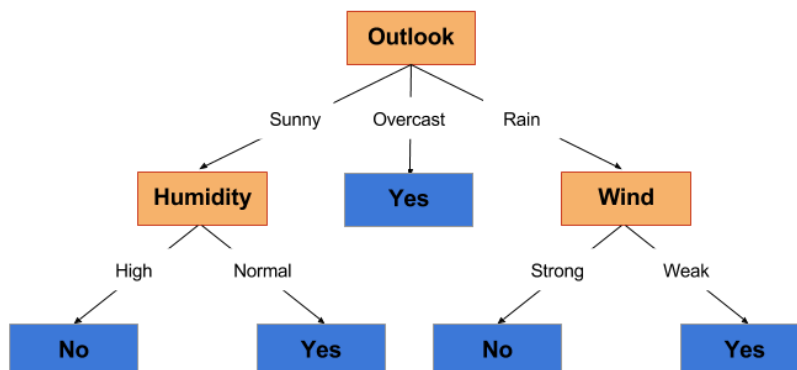 Outlook
Sunny Overcast Rain
Humidity Yes Wind
High Normal Strong Weak
No Yes No Yes